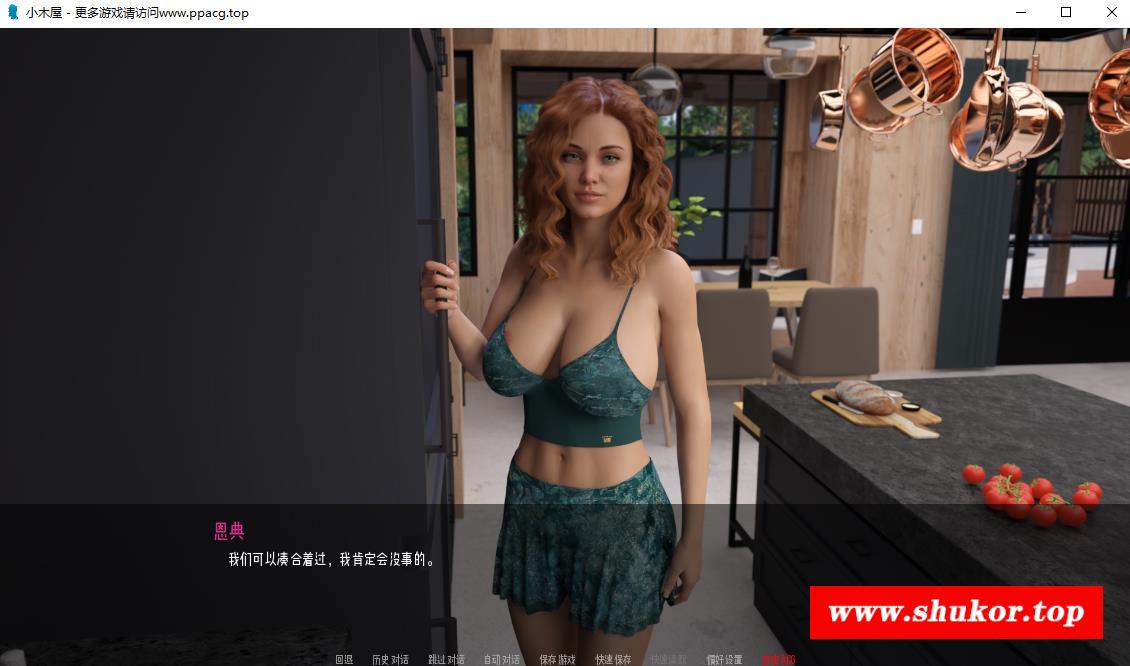 小木屋 - 更多游戏请访问www.ppacg.top
恩典
我们可以凑合着过，我肯定会没事的。
www.shukor.top
回退 历史对话 跳过对话 自动对话 保存游戏 快速保存 快速读取 偏好设置